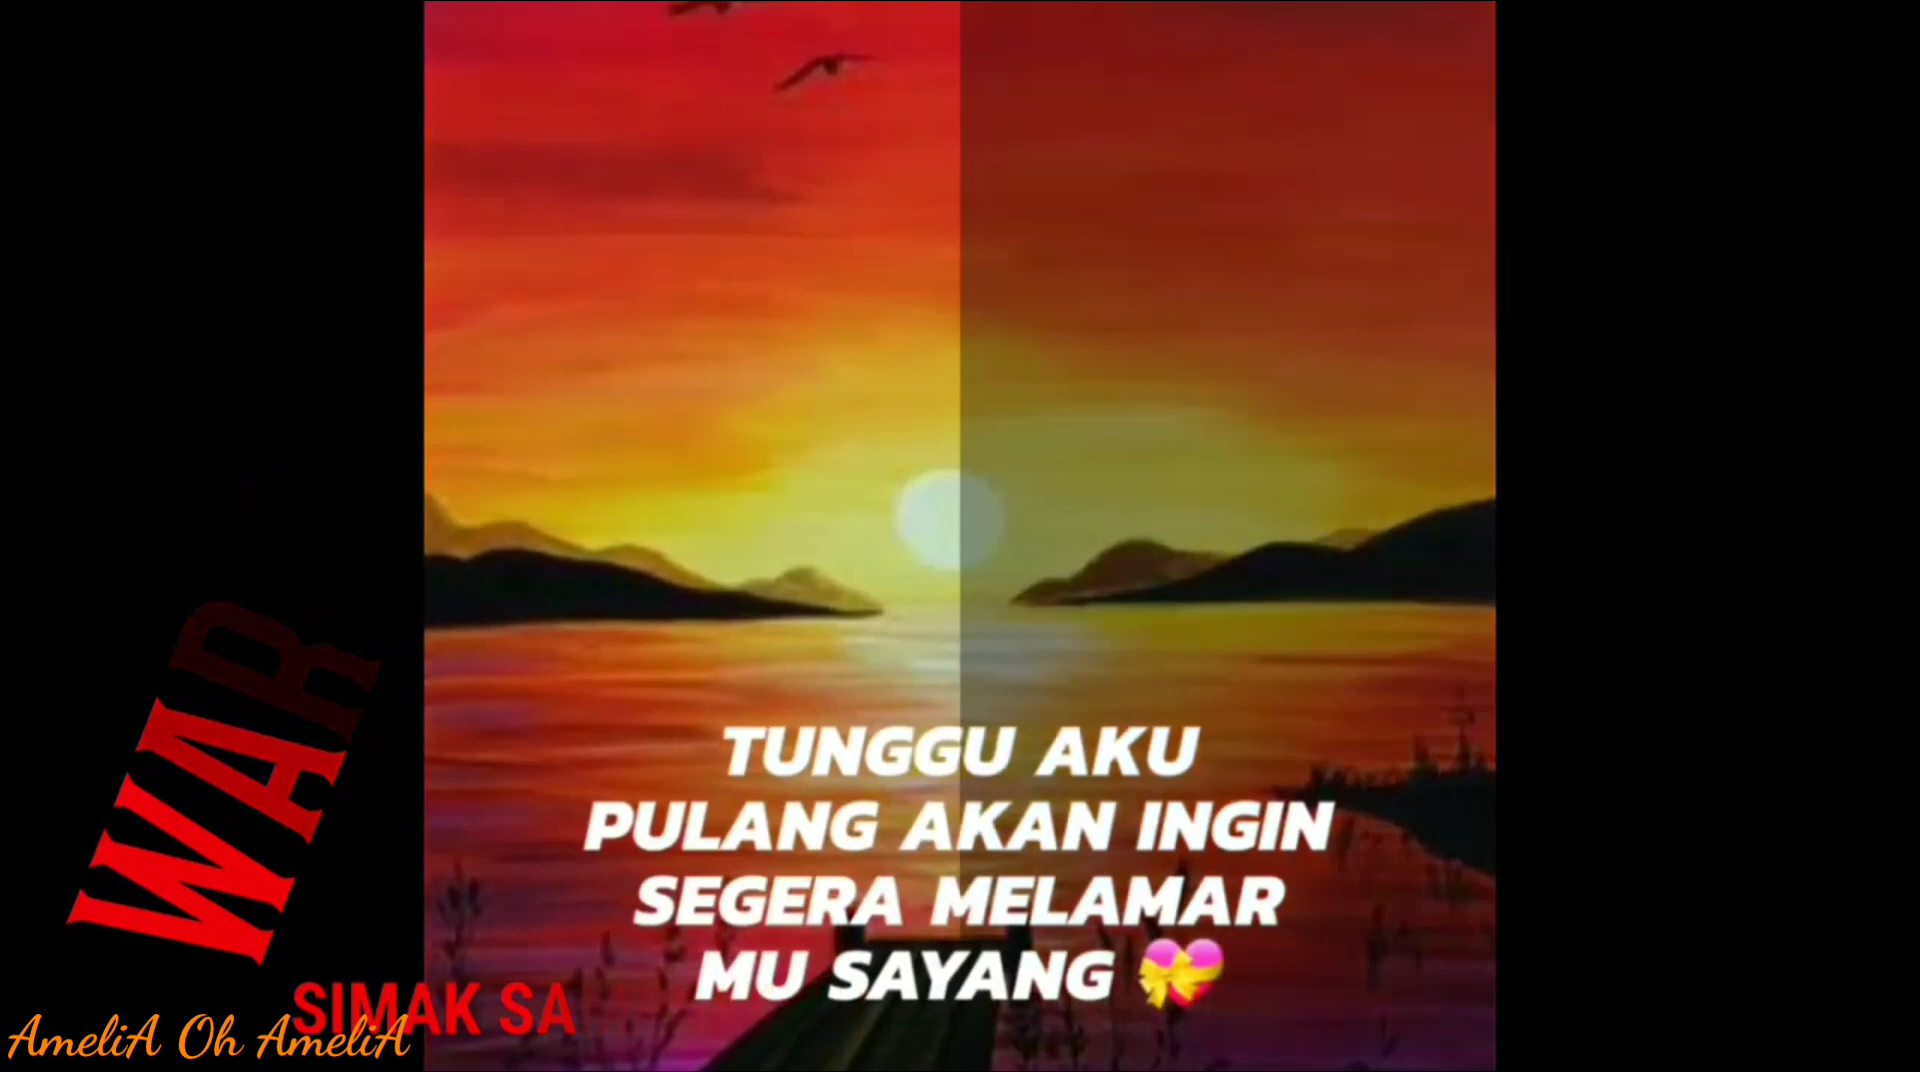 TUNGGU AKU
PULANG AKAN INGIN
SEGERA MELAMAR
MU SAYANG 💝
WAR
SIMAK SA
AmeliA Oh AmeliA